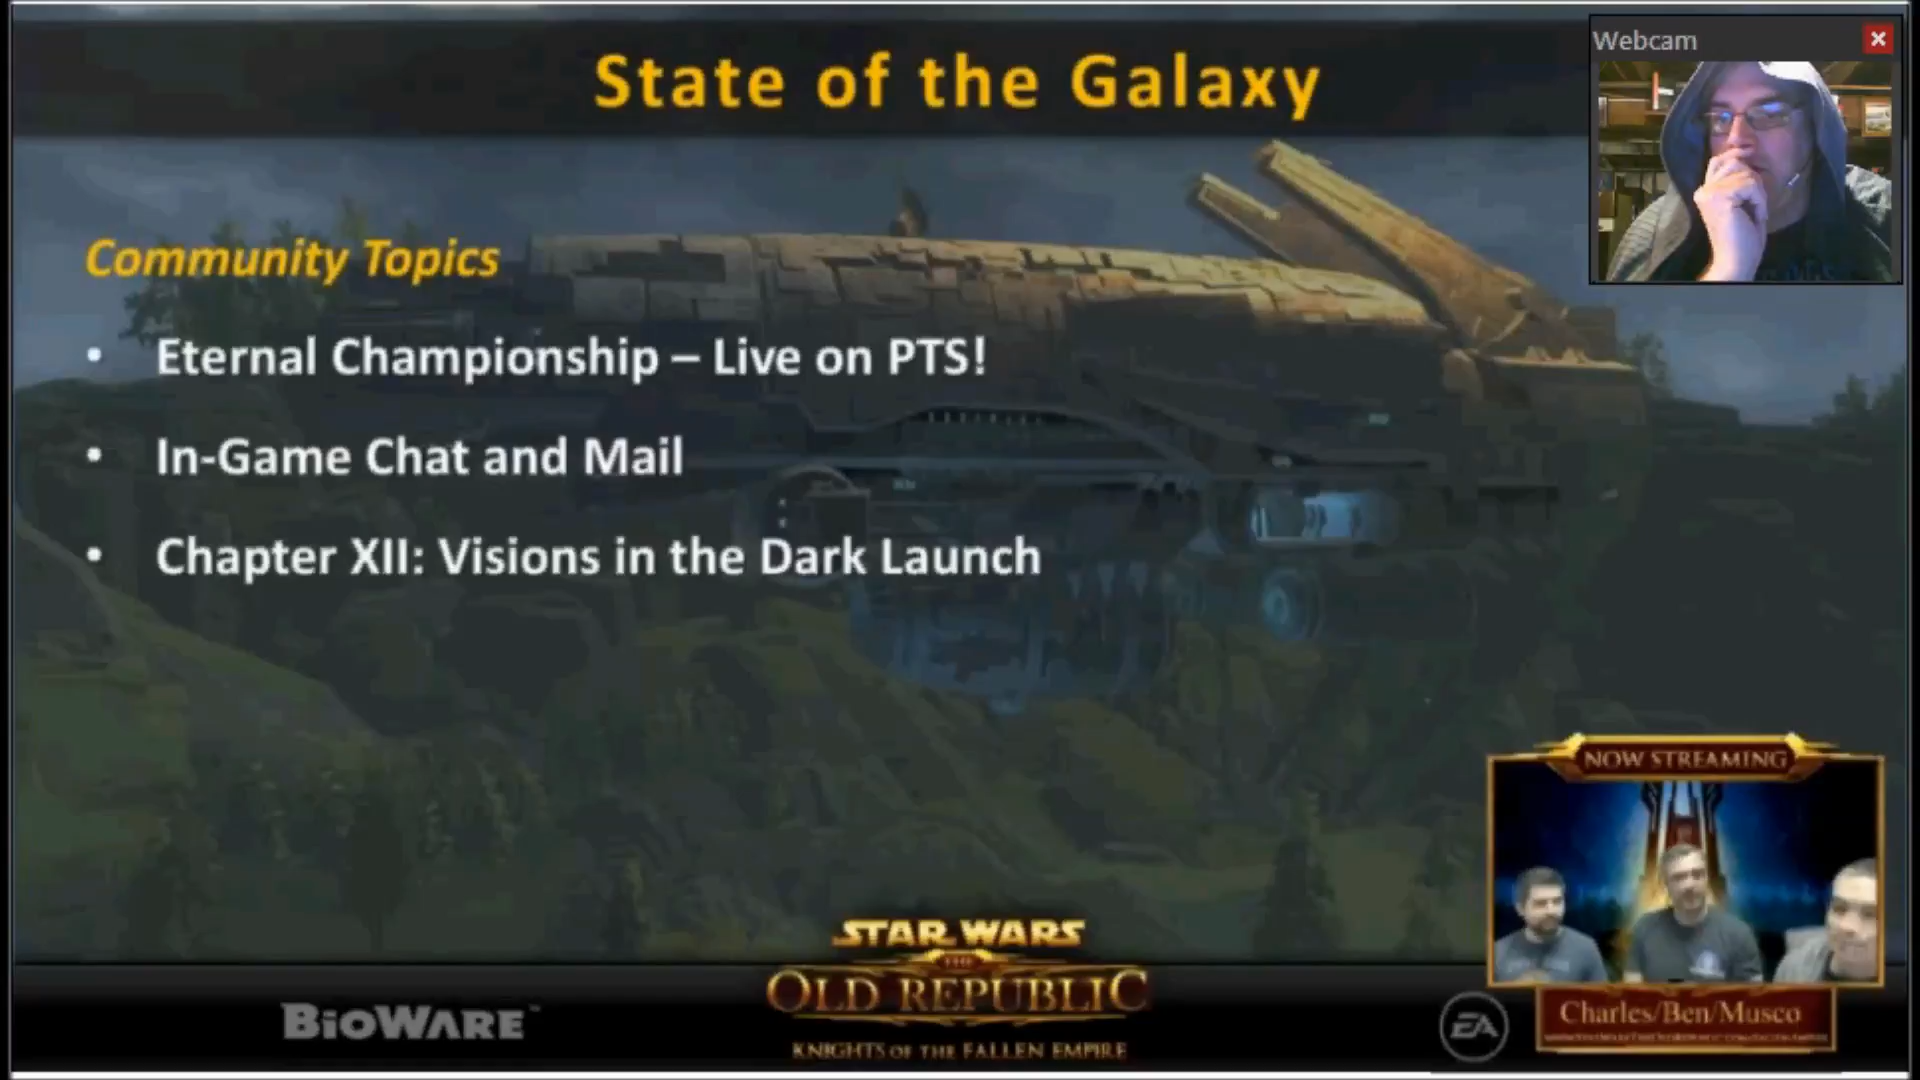 State of the Galaxy
Webcam
Community Topics
• Eternal Championship – Live on PTS!
• In-Game Chat and Mail
• Chapter XII: Visions in the Dark Launch
NOW STREAMING
STAR WARS
THE
OLD REPUBLIC
KNIGHTS OF THE FALLEN EMPIRE
BIOWARE™
EA
Charles/Ben/Musco